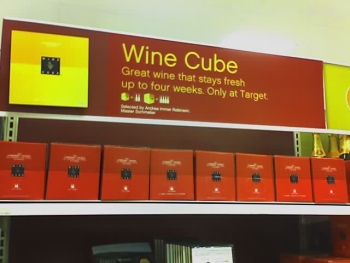 Wine Cube
Great wine that stays fresh
up to four weeks. Only at Target.
Selected by Andrea Immer Robinson,
Master Sommelier